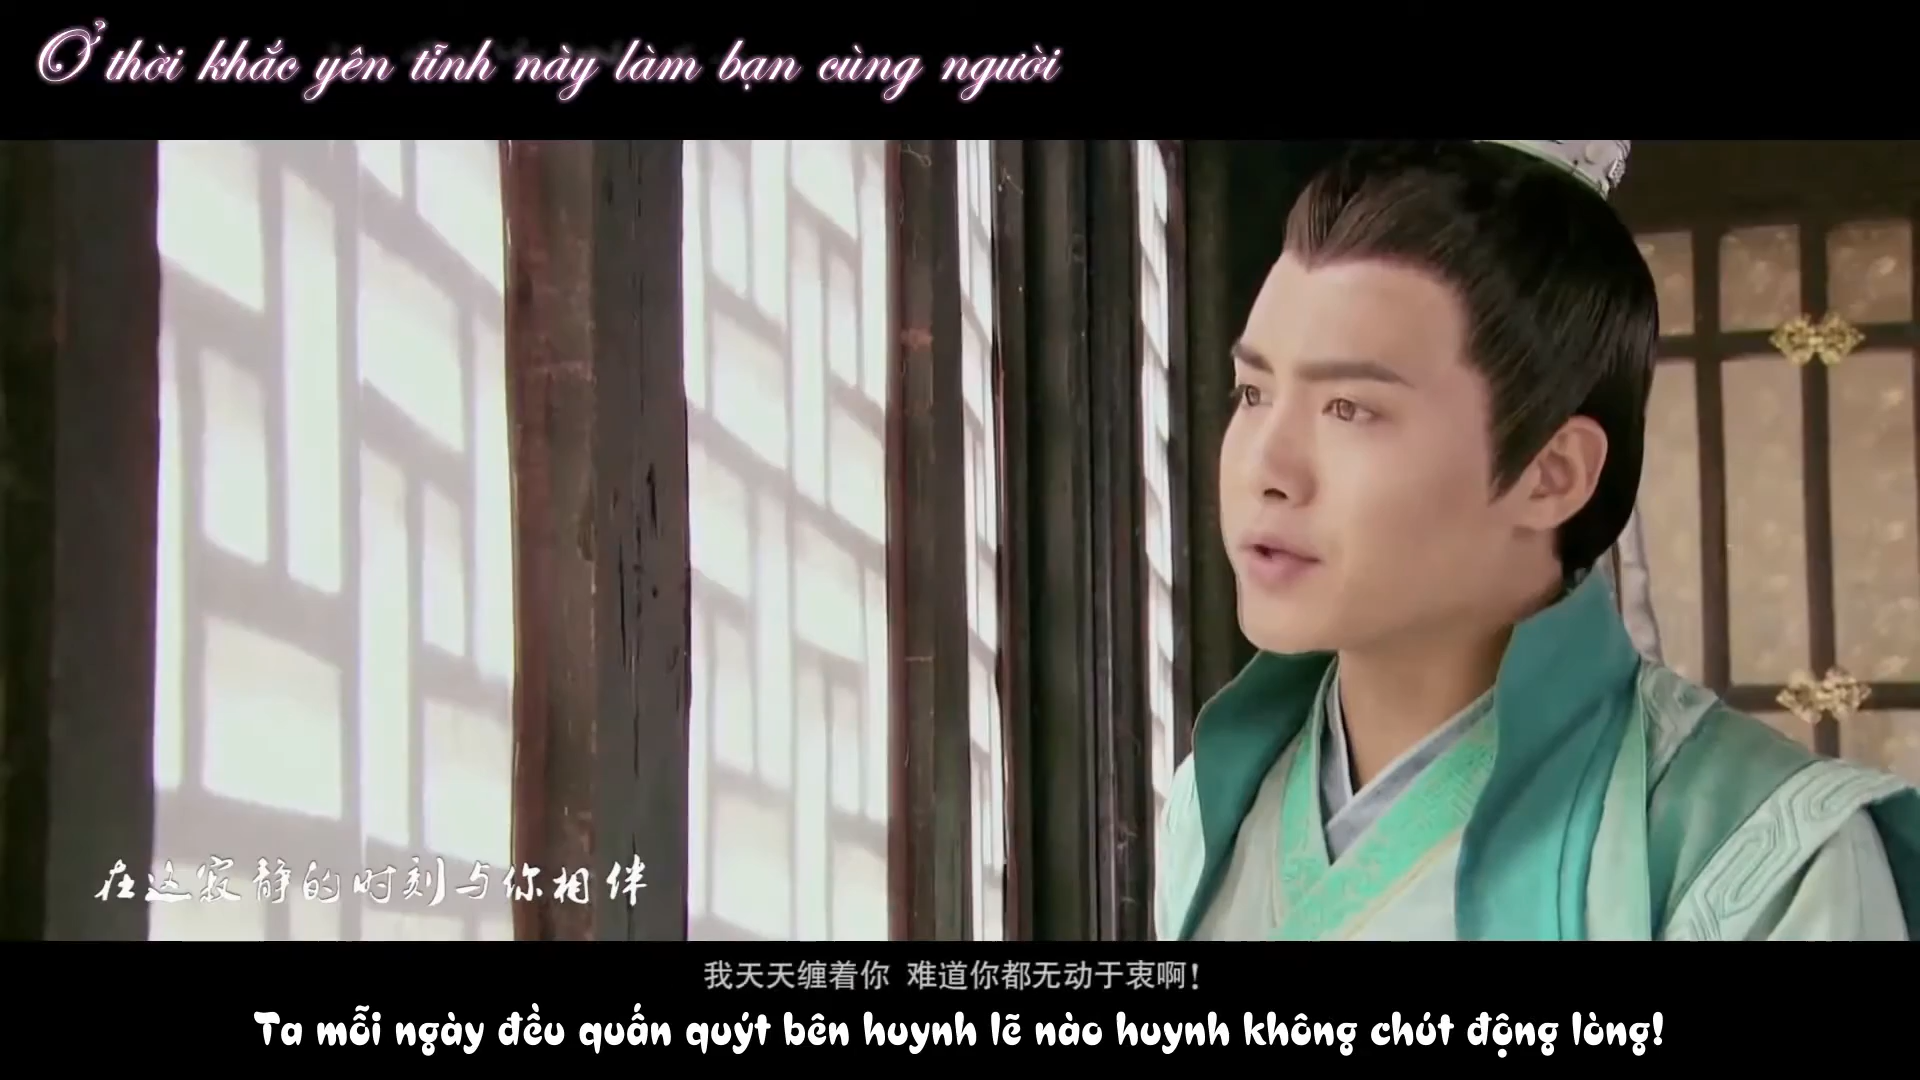 Ở thời khắc yên tĩnh này làm bạn cùng người
在这寂静的时刻与你相伴
我天天缠着你 难道你都无动于衷啊!
Ta mỗi ngày đều quấn quýt bên huynh lẽ nào huynh không chút động lòng!